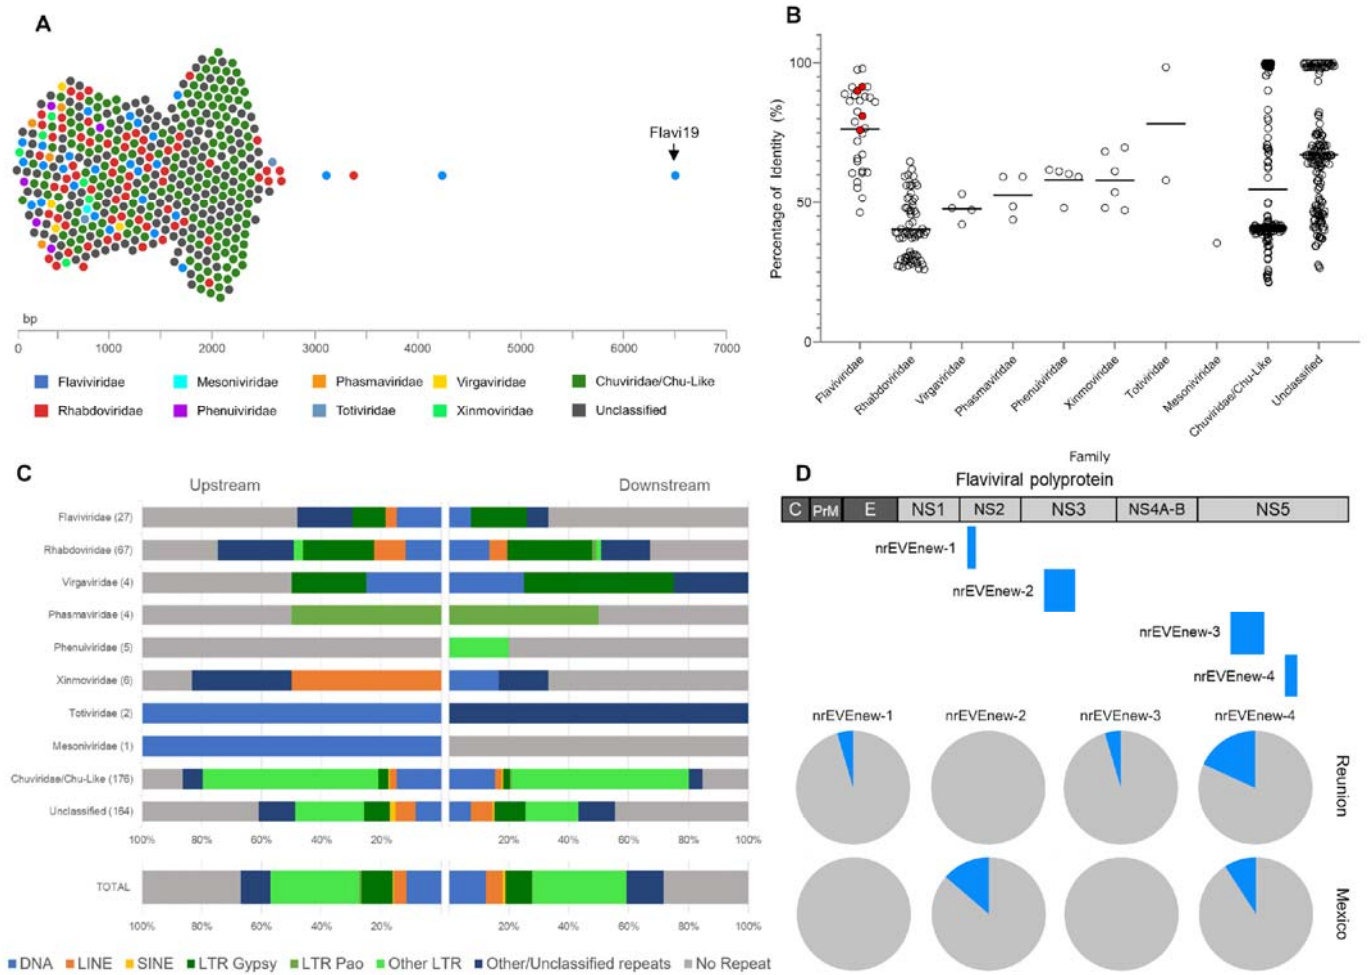 A
Flavi19
bp
0 1000 2000 3000 4000 5000 6000 7000
Flaviviridae Mesoniviridae Phasmaviridae Virgaviridae Chuviridae/Chu-Like
Rhabdoviridae Phenuiviridae Totiviridae Xinmoviridae Unclassified
B
Percentage of Identity (%)
100
50
0
Flaviviridae Rhabdoviridae Virgaviridae Phasmaviridae Phenuiviridae Xinmoviridae Totiviridae Mesoniviridae Chuviridae/Chu-Like Unclassified
Family
C
Upstream Downstream
Flaviviridae (27)
Rhabdoviridae (67)
Virgaviridae (4)
Phasmaviridae (4)
Phenulviridae (5)
Xinmoviridae (6)
Totiviridae (2)
Mesoniviridae (1)
Chuviridae/Chu-Like (176)
Unclassified (164)
100% 80% 60% 40% 20% 20% 40% 60% 80% 100%
TOTAL
100% 80% 60% 40% 20% 20% 40% 60% 80% 100%
DNA LINE SINE LTR Gypsy LTR Pao Other LTR Other/Unclassified repeats No Repeat
D
Flaviviral polyprotein
C PrM E NS1 NS2 NS3 NS4A-B NS5
nrEVEnew-1
nrEVEnew-2
nrEVEnew-3
nrEVEnew-4
nrEVEnew-1 nrEVEnew-2 nrEVEnew-3 nrEVEnew-4
Reunion
Mexico